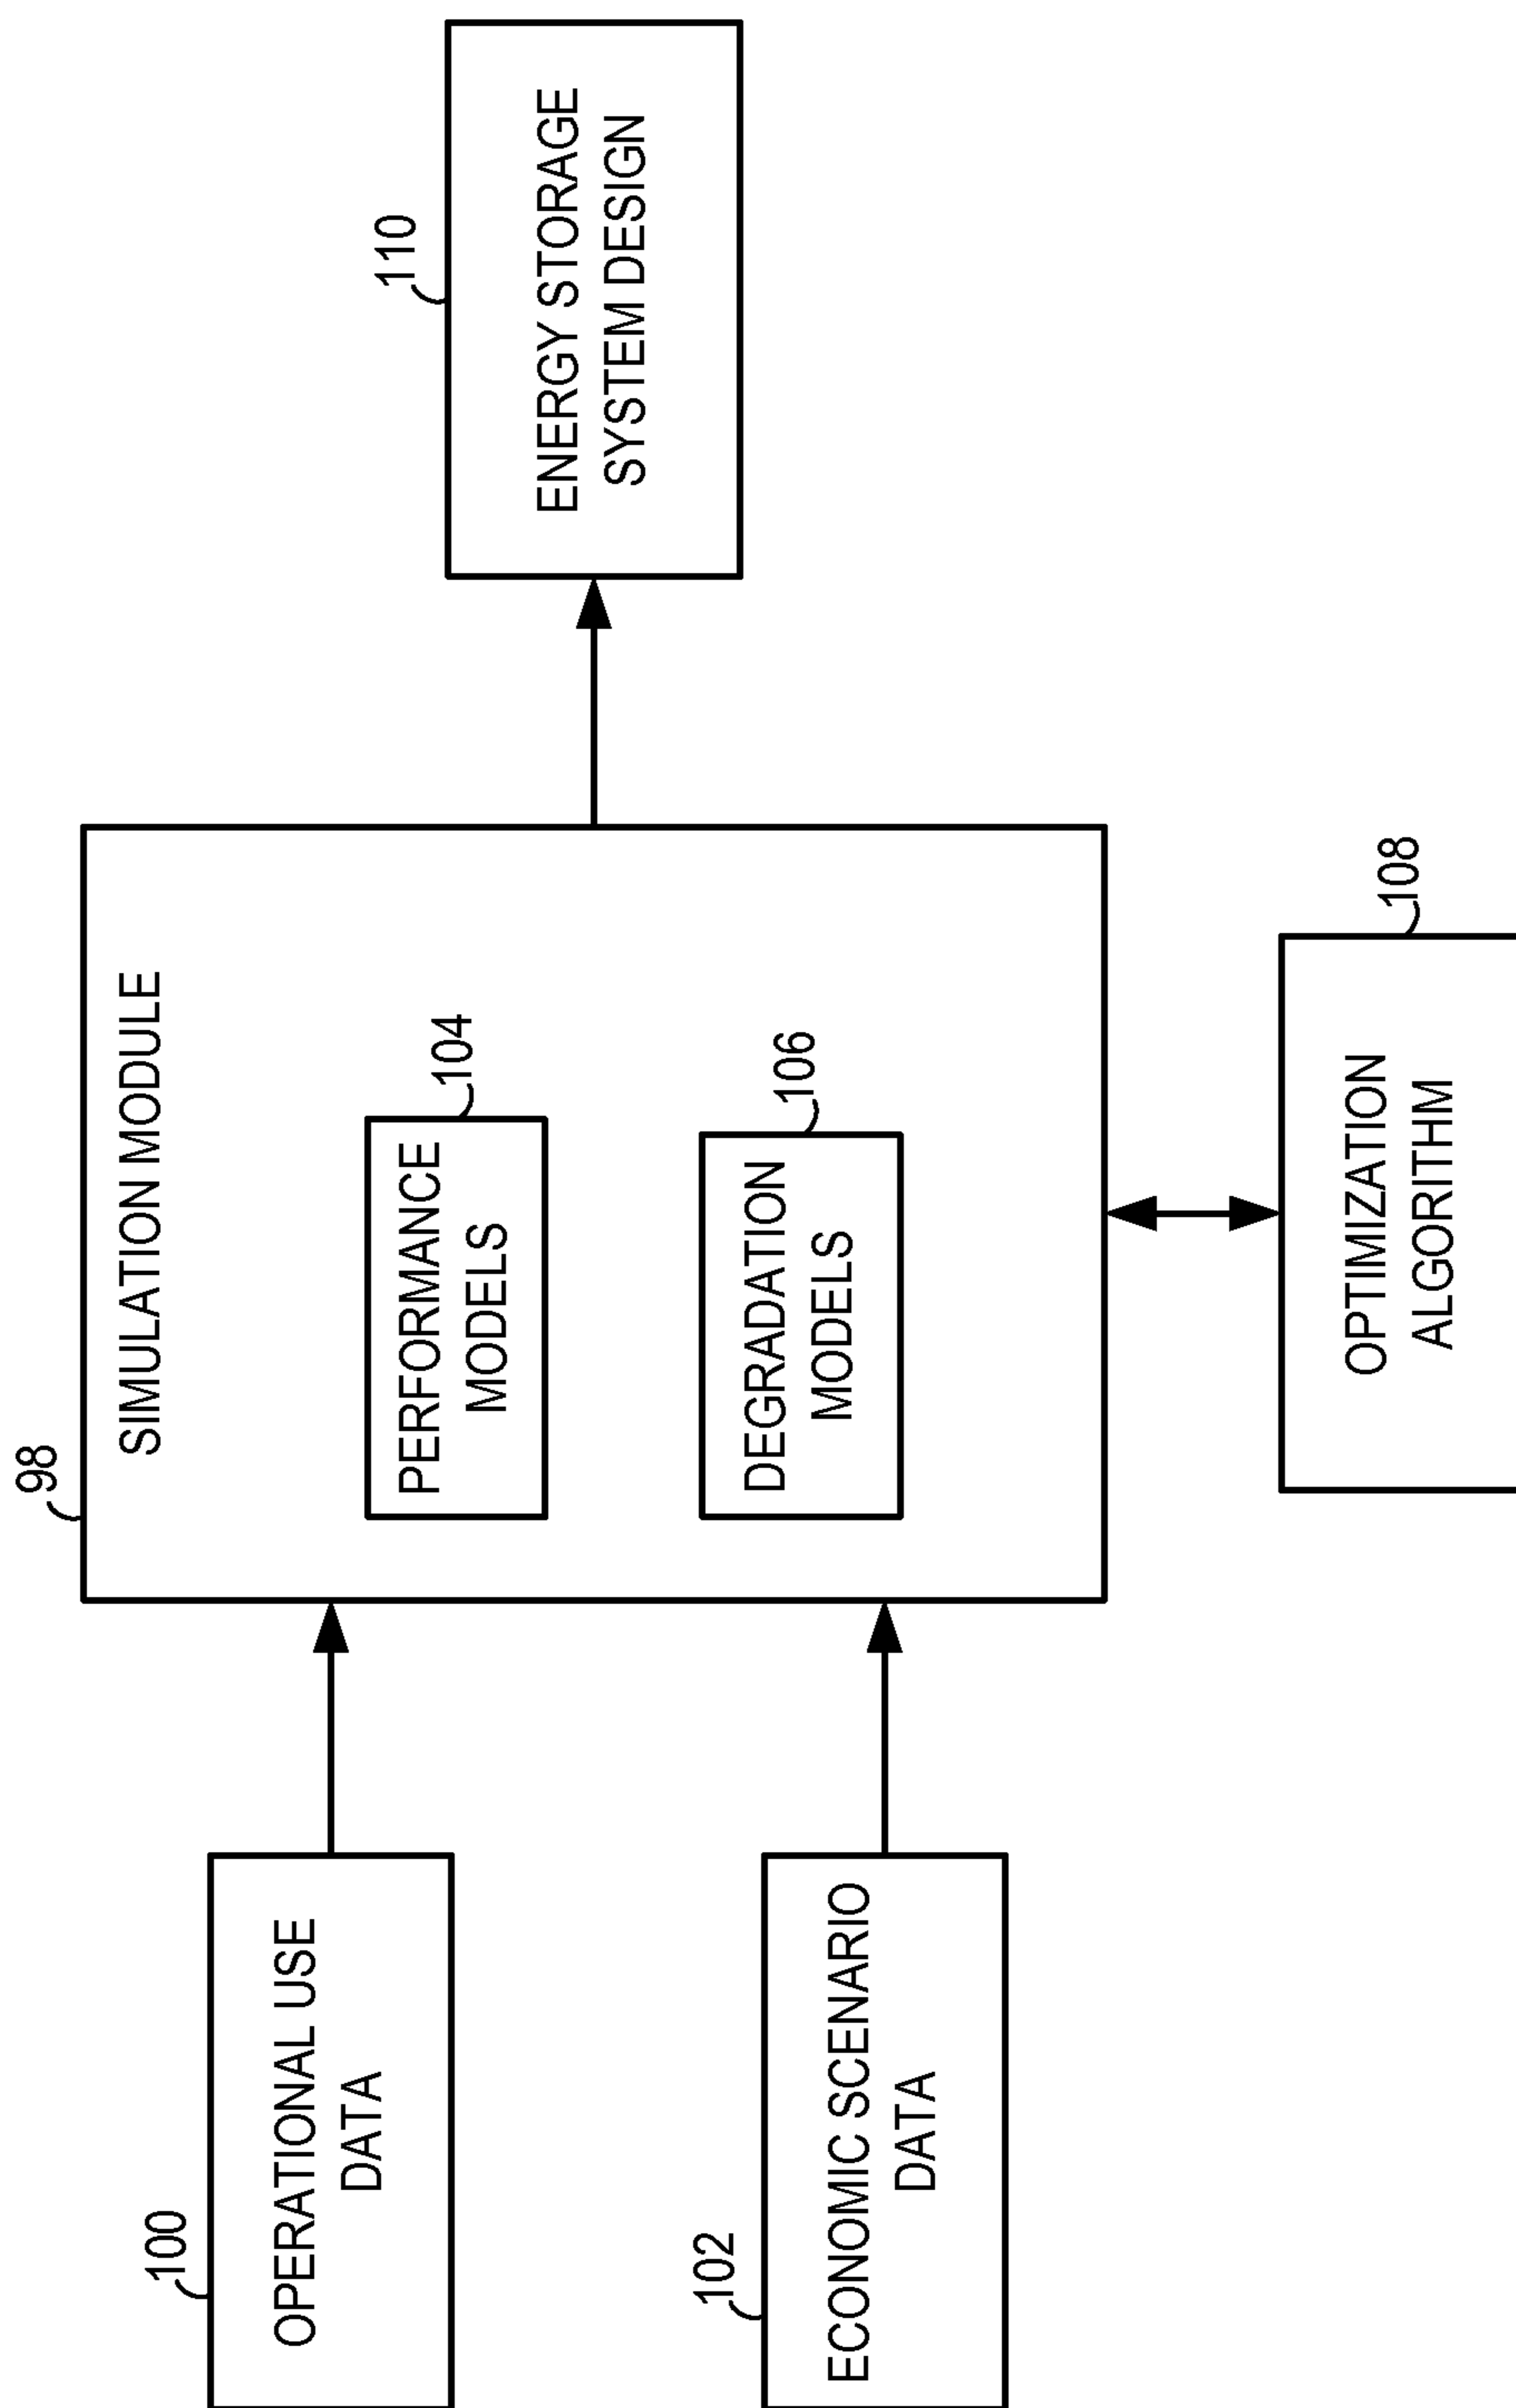 98
SIMULATION MODULE
100
OPERATIONAL USE
DATA
104
PERFORMANCE
MODELS
110
ENERGY STORAGE
SYSTEM DESIGN
102
ECONOMIC SCENARIO
DATA
106
DEGRADATION
MODELS
108
OPTIMIZATION
ALGORITHM